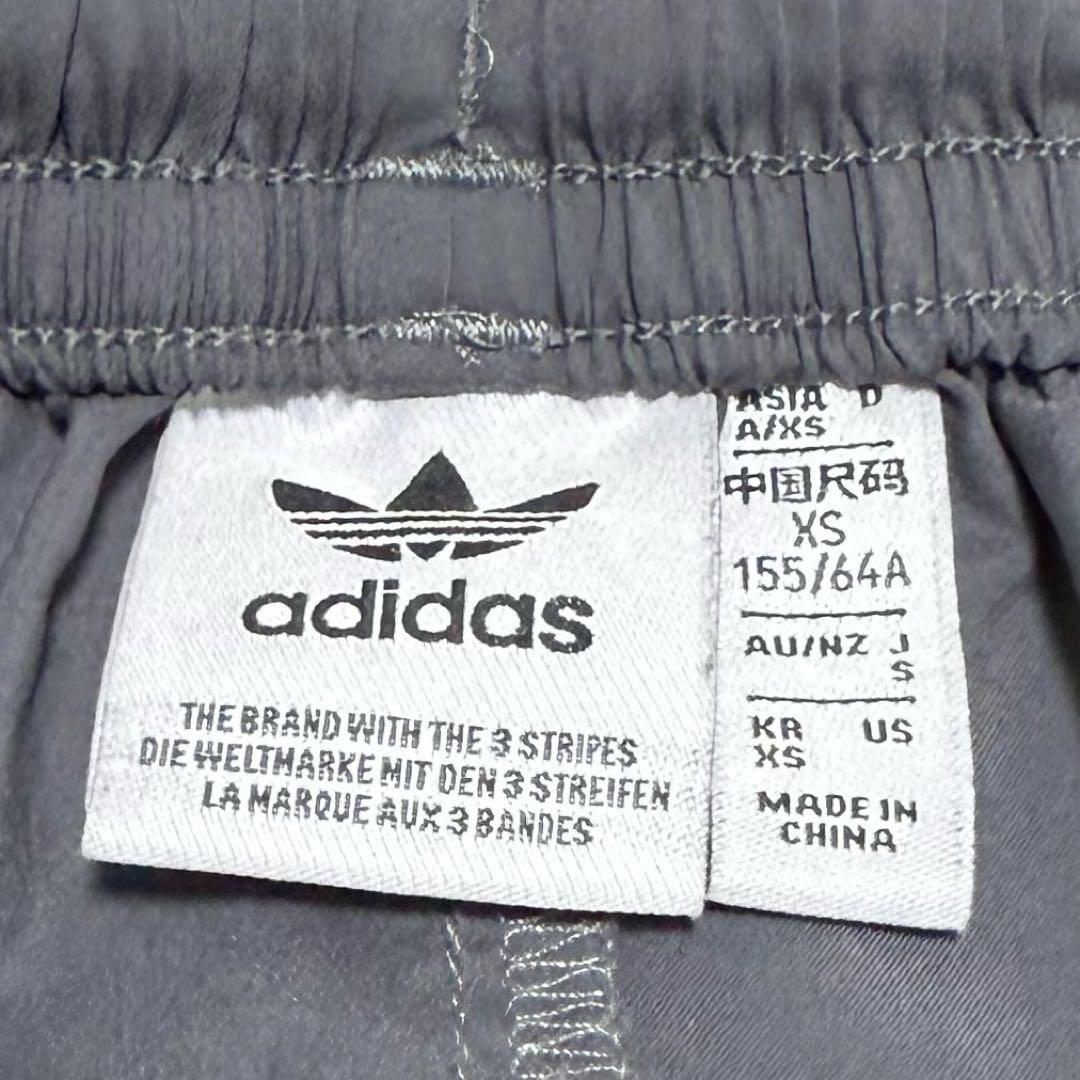 adidas
THE BRAND WITH THE 3 STRIPES
DIE WELTMARKE MIT DEN 3 STREIFEN
LA MARQUE AUX 3 BANDES
ASIA D
A/XS
中国尺码
XS
155/64A
AU/NZ J
S
KR US
XS
MADE IN
CHINA